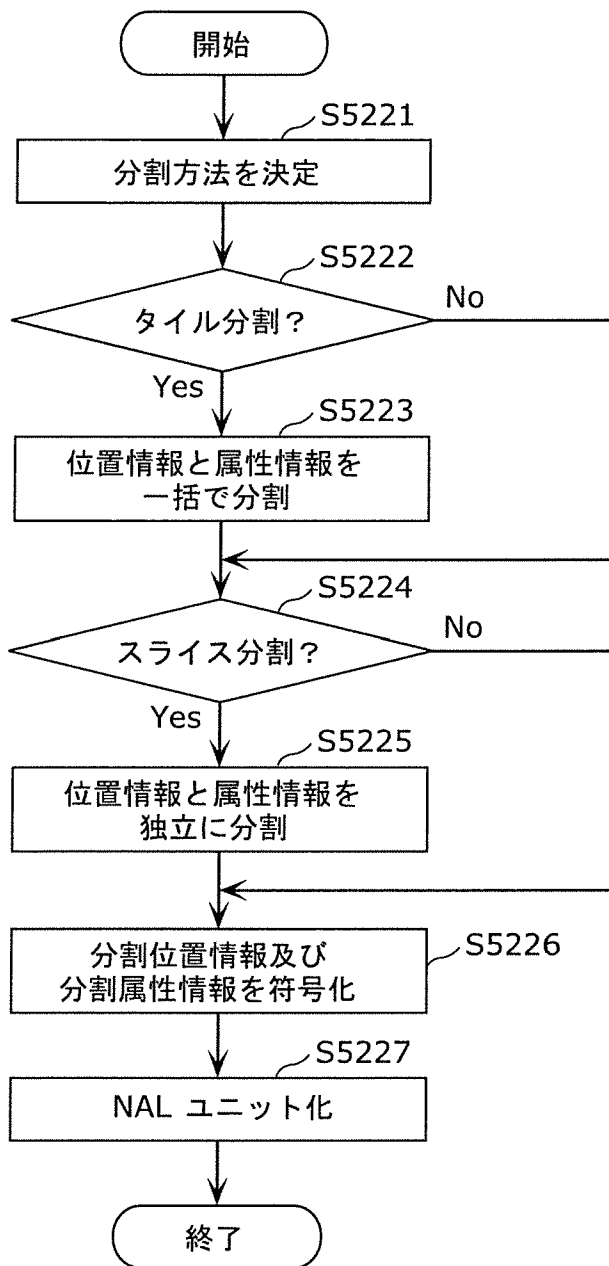 開始
S5221
分割方法を決定
S5222
タイル分割？
No
Yes
S5223
位置情報と属性情報を
一括で分割
S5224
スライス分割？
No
Yes
S5225
位置情報と属性情報を
独立に分割
S5226
分割位置情報及び
分割属性情報を符号化
S5227
NAL ユニット化
終了